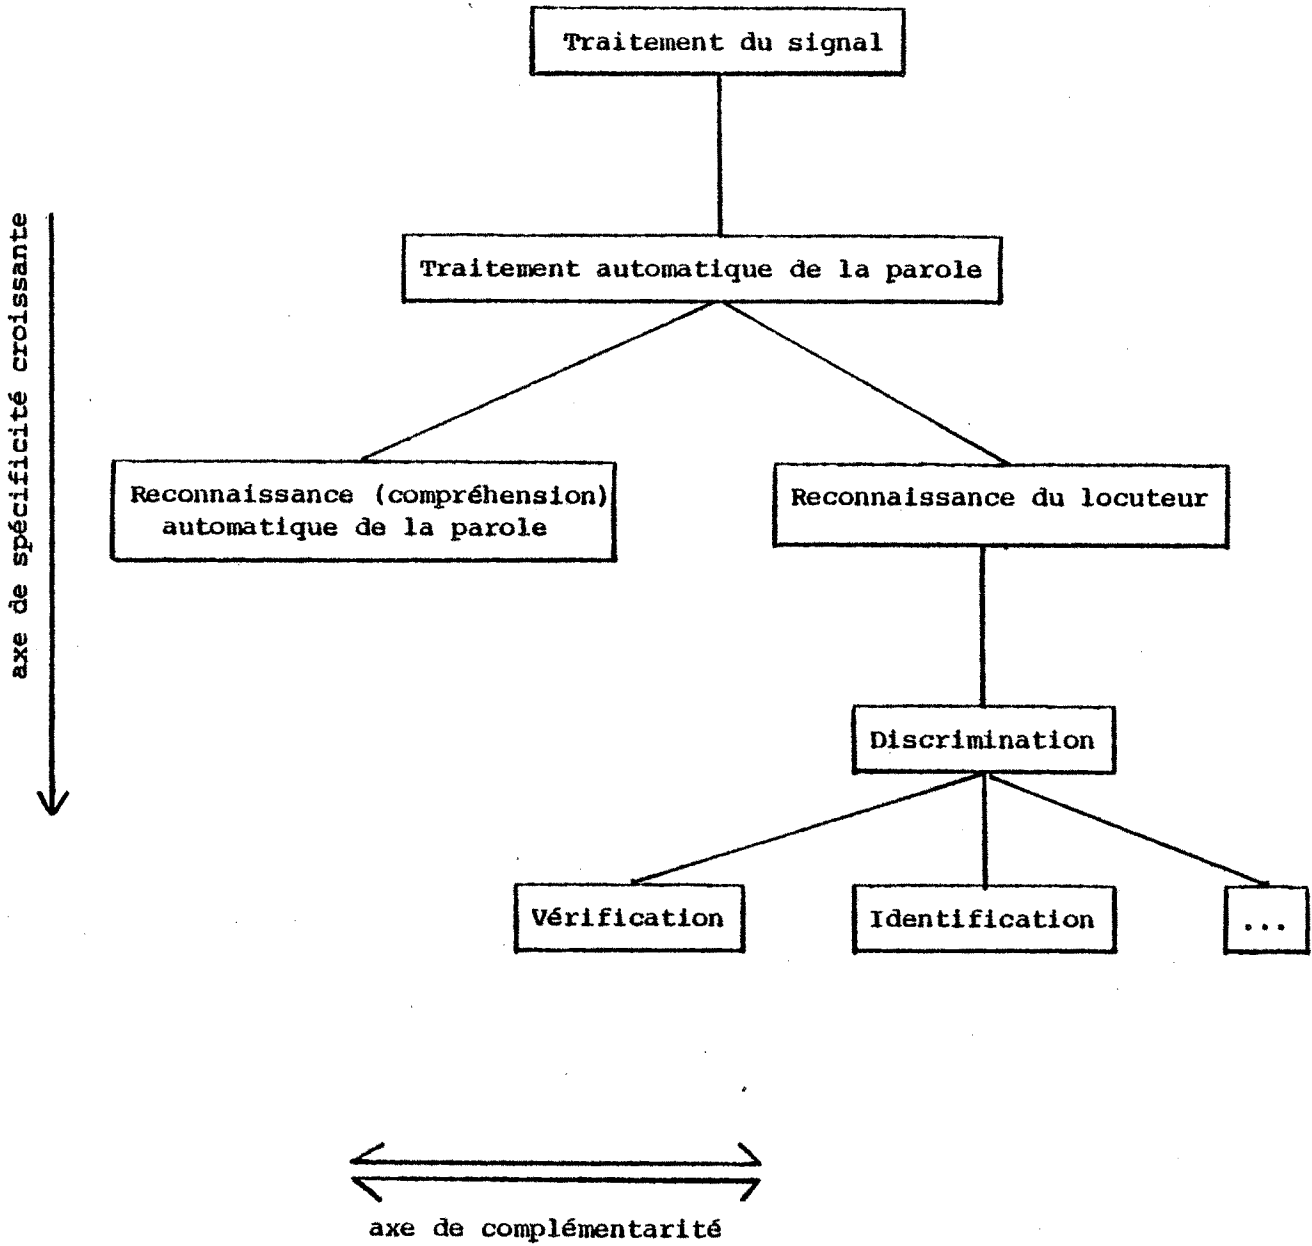 Traitement du signal
Traitement automatique de la parole
axe de spécificité croissante
Reconnaissance (compréhension)
automatique de la parole
Reconnaissance du locuteur
Discrimination
Vérification
Identification
...
axe de complémentarité